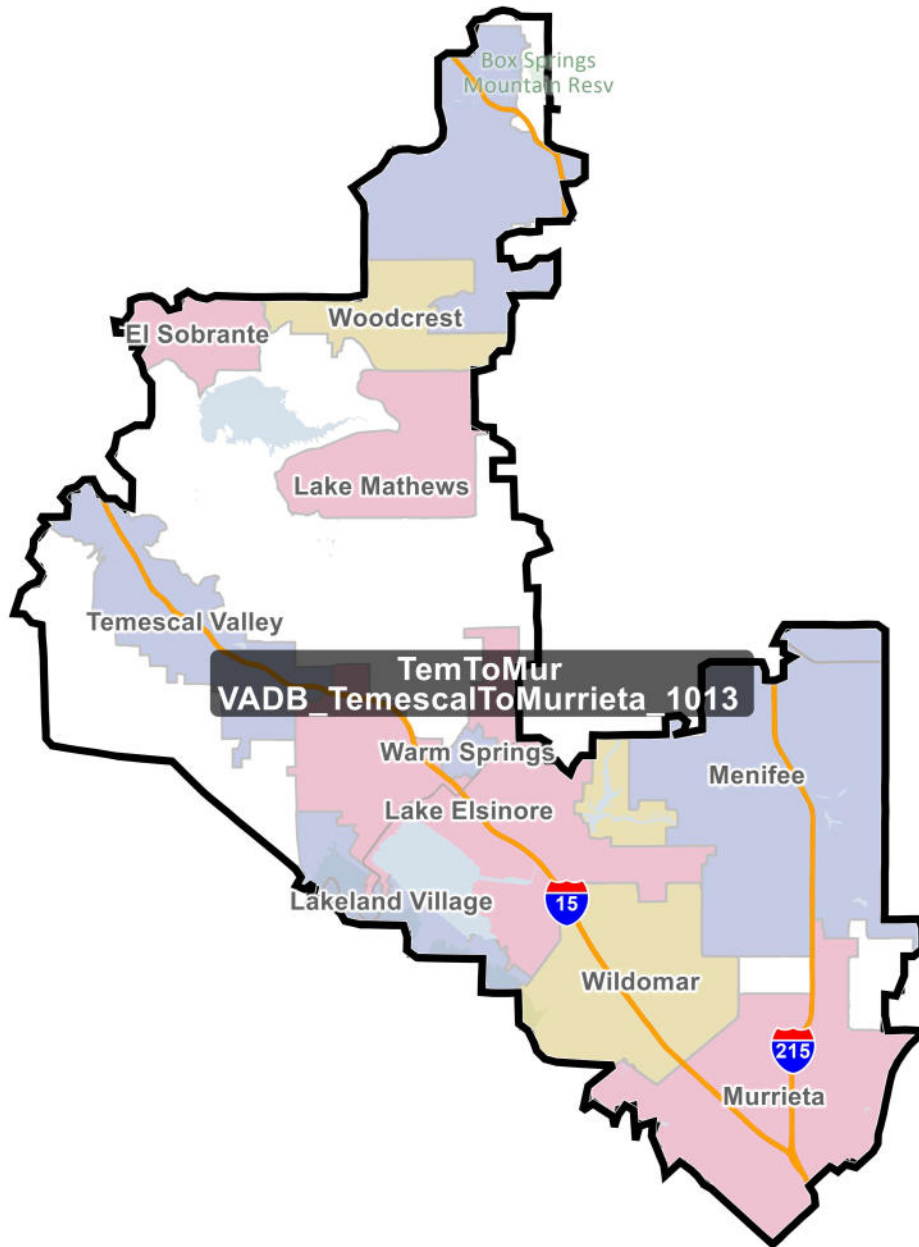 Box Springs
Mountain Resv
Woodcrest
El Sobrante
Lake Mathews
Temescal Valley
TemToMur
VADB_TemescalToMurrieta_1013
Warm Springs
Menifee
Lake Elsinore
Lakeland Village
15
Wildomar
215
Murrieta